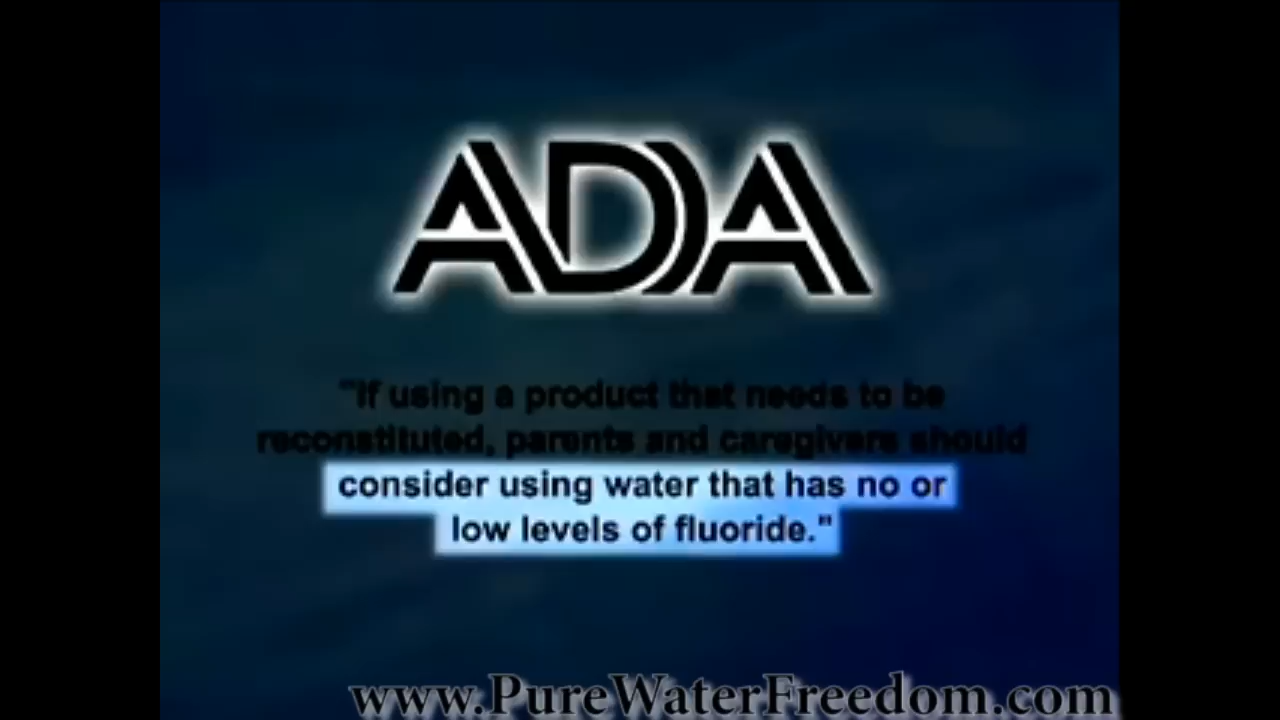 ADA
"If using a product that needs to be
reconstituted, parents and caregivers should
consider using water that has no or
low levels of fluoride."
www.PureWaterFreedom.com